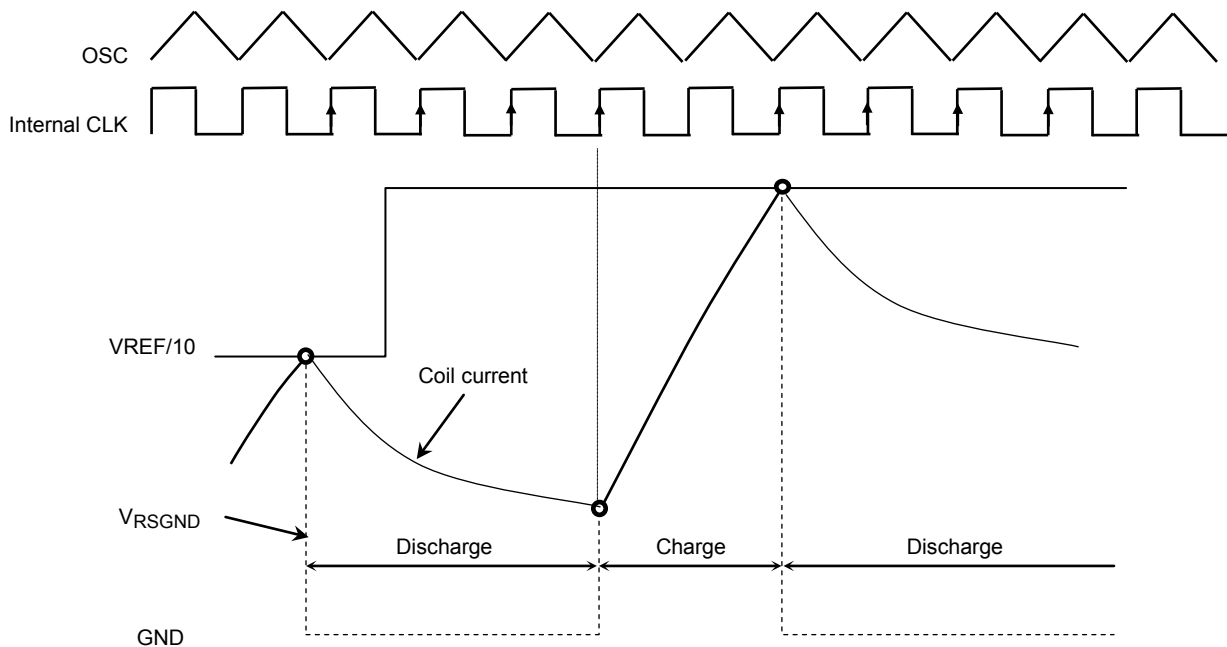 OSC
Internal CLK
VREF/10
Coil current
VRSGND
Discharge
Charge
Discharge
GND